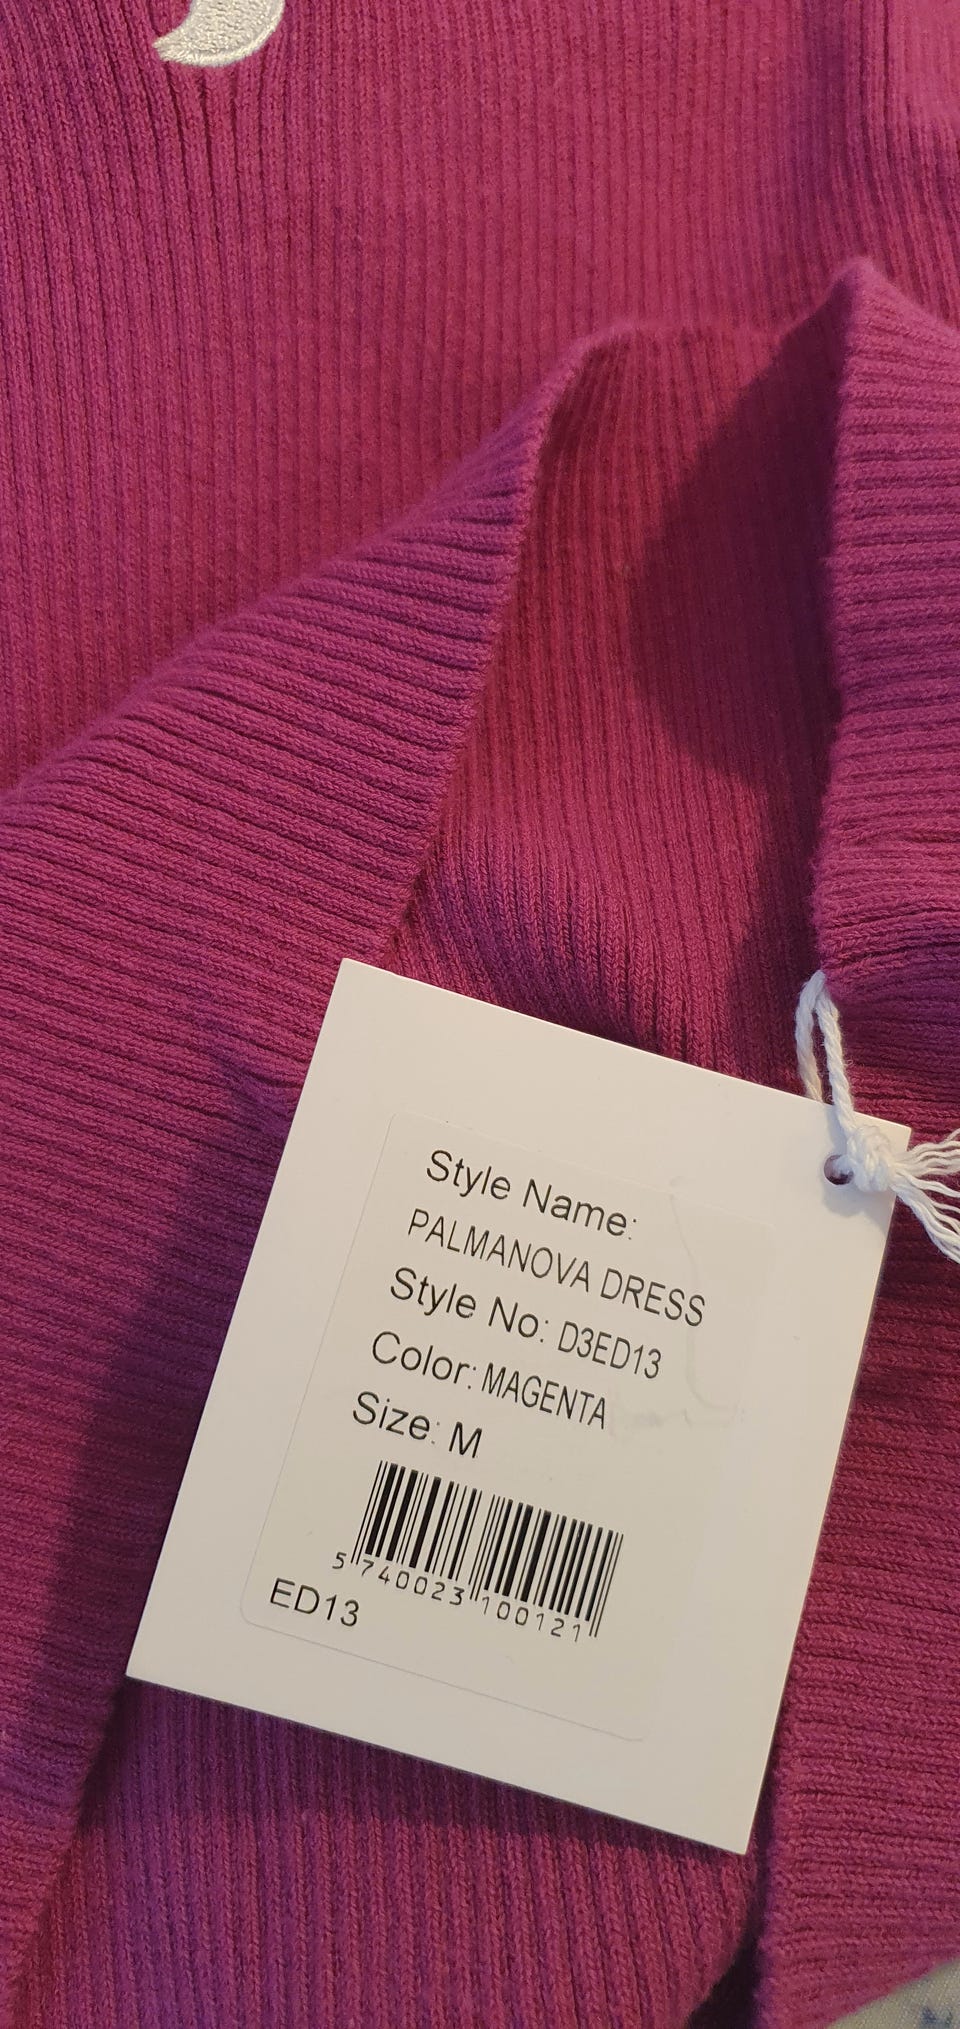 Style Name:
PALMANOVA DRESS
Style No: D3ED13
Color: MAGENTA
Size: M
5 740023 100121
ED13